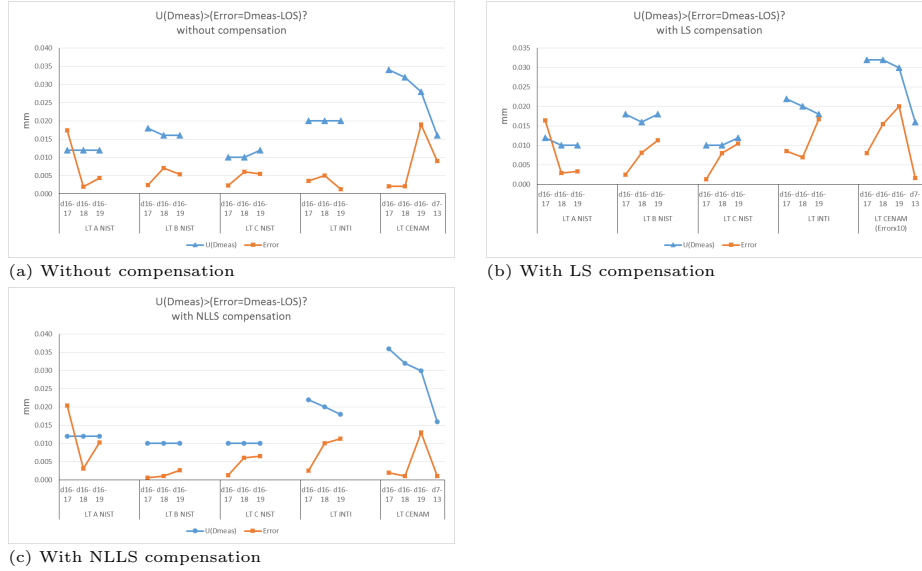 U(Dmeas)>(Error=Dmeas-LOS)?
without compensation
0.040
0.035
0.030
0.025
0.020
0.015
0.010
0.005
0.000
mm
d16- d16- d16- d16- d16- d16- d16- d16- d16- d16- d16- d16- d16- d16- d16- d7-
17 18 19 17 18 19 17 18 19 17 18 19 17 18 19 13
LT A NIST LT B NIST LT C NIST LT INTI LT CENAM
U(Dmeas) Error
(a) Without compensation
U(Dmeas)>(Error=Dmeas-LOS)?
with LS compensation
0.035
0.030
0.025
0.020
0.015
0.010
0.005
0.000
mm
d16- d16- d16- d16- d16- d16- d16- d16- d16- d16- d16- d16- d16- d16- d16- d7-
17 18 19 17 18 19 17 18 19 17 18 19 17 18 19 13
LT A NIST LT B NIST LT C NIST LT INTI LT CENAM
(Errorx10)
U(Dmeas) Error
(b) With LS compensation
U(Dmeas)>(Error=Dmeas-LOS)?
with NLLS compensation
0.040
0.035
0.030
0.025
0.020
0.015
0.010
0.005
0.000
mm
d16- d16- d16- d16- d16- d16- d16- d16- d16- d16- d16- d16- d16- d16- d16- d7-
17 18 19 17 18 19 17 18 19 17 18 19 17 18 19 13
LT A NIST LT B NIST LT C NIST LT INTI LT CENAM
U(Dmeas) Error
(c) With NLLS compensation